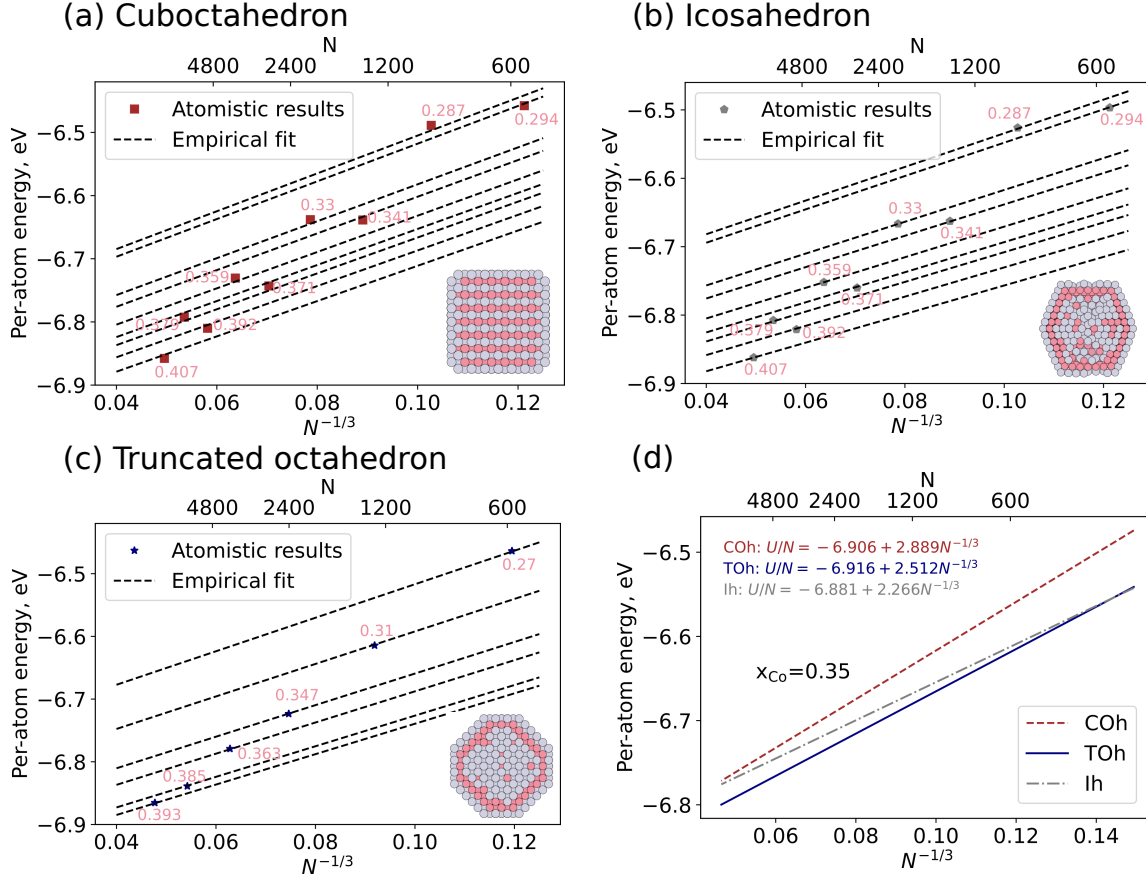 (a) Cuboctahedron
N
4800 2400 1200 600
Atomistic results
Empirical fit
0.287
0.294
0.33
0.341
0.359
0.371
0.379
0.392
0.407
−6.5
−6.6
−6.7
−6.8
−6.9
Per-atom energy, eV
0.04 0.06 0.08 0.10 0.12
N^{-1/3}
(b) Icosahedron
N
4800 2400 1200 600
Atomistic results
Empirical fit
0.287
0.294
0.33
0.341
0.359
0.371
0.379
0.392
0.407
−6.5
−6.6
−6.7
−6.8
−6.9
Per-atom energy, eV
0.04 0.06 0.08 0.10 0.12
N^{-1/3}
(c) Truncated octahedron
N
4800 2400 1200 600
Atomistic results
Empirical fit
0.27
0.31
0.347
0.363
0.385
0.393
−6.5
−6.6
−6.7
−6.8
−6.9
Per-atom energy, eV
0.04 0.06 0.08 0.10 0.12
N^{-1/3}
(d)
N
4800 2400 1200 600
COh: U/N = − 6.906 + 2.889N^{-1/3}
TOh: U/N = − 6.916 + 2.512N^{-1/3}
Ih: U/N = − 6.881 + 2.266N^{-1/3}
x_{Co}=0.35
COh
TOh
Ih
−6.5
−6.6
−6.7
−6.8
Per-atom energy, eV
0.06 0.08 0.10 0.12 0.14
N^{-1/3}